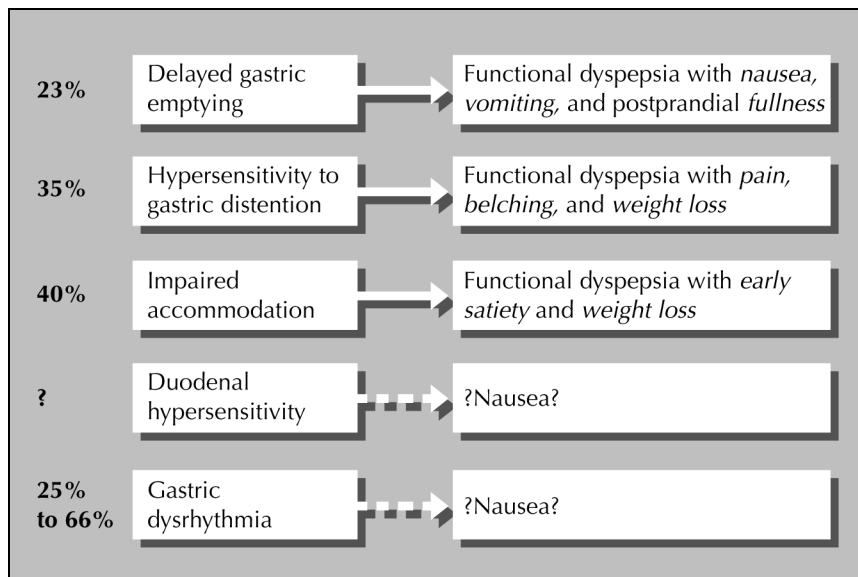 23%
Delayed gastric
emptying
Functional dyspepsia with nausea,
vomiting, and postprandial fullness
35%
Hypersensitivity to
gastric distention
Functional dyspepsia with pain,
belching, and weight loss
40%
Impaired
accommodation
Functional dyspepsia with early
satiety and weight loss
?
Duodenal
hypersensitivity
?Nausea?
25%
to 66%
Gastric
dysrhythmia
?Nausea?